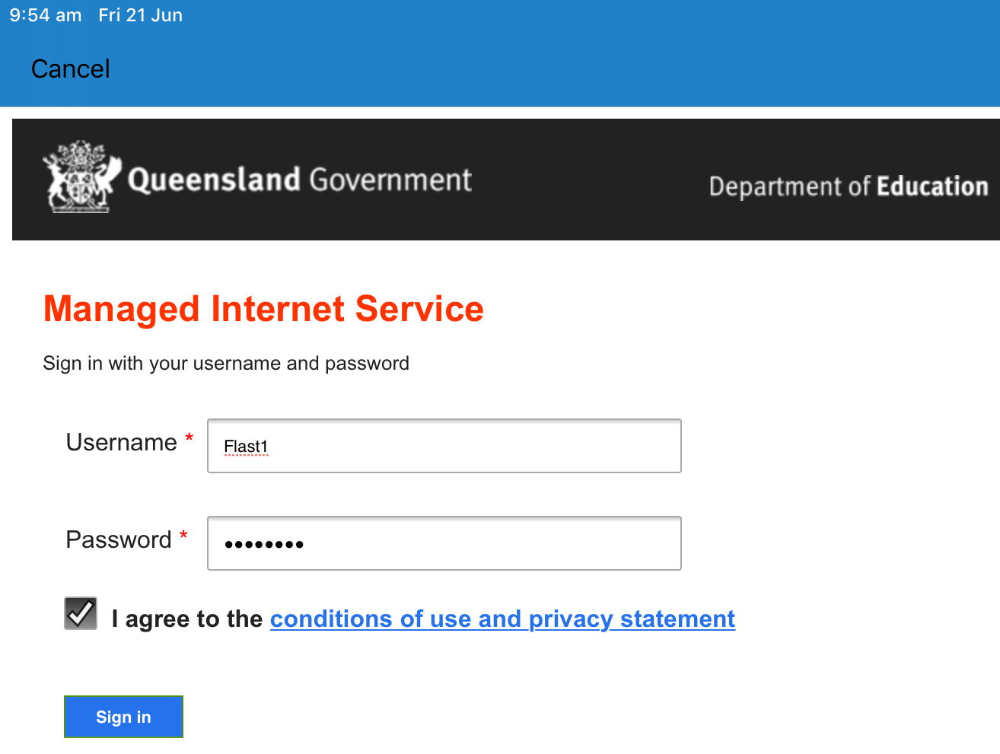 9:54 am Fri 21 Jun
Cancel
Queensland Government
Department of Education
Managed Internet Service
Sign in with your username and password
Username * Flast1
Password * ••••••••
I agree to the conditions of use and privacy statement
Sign in